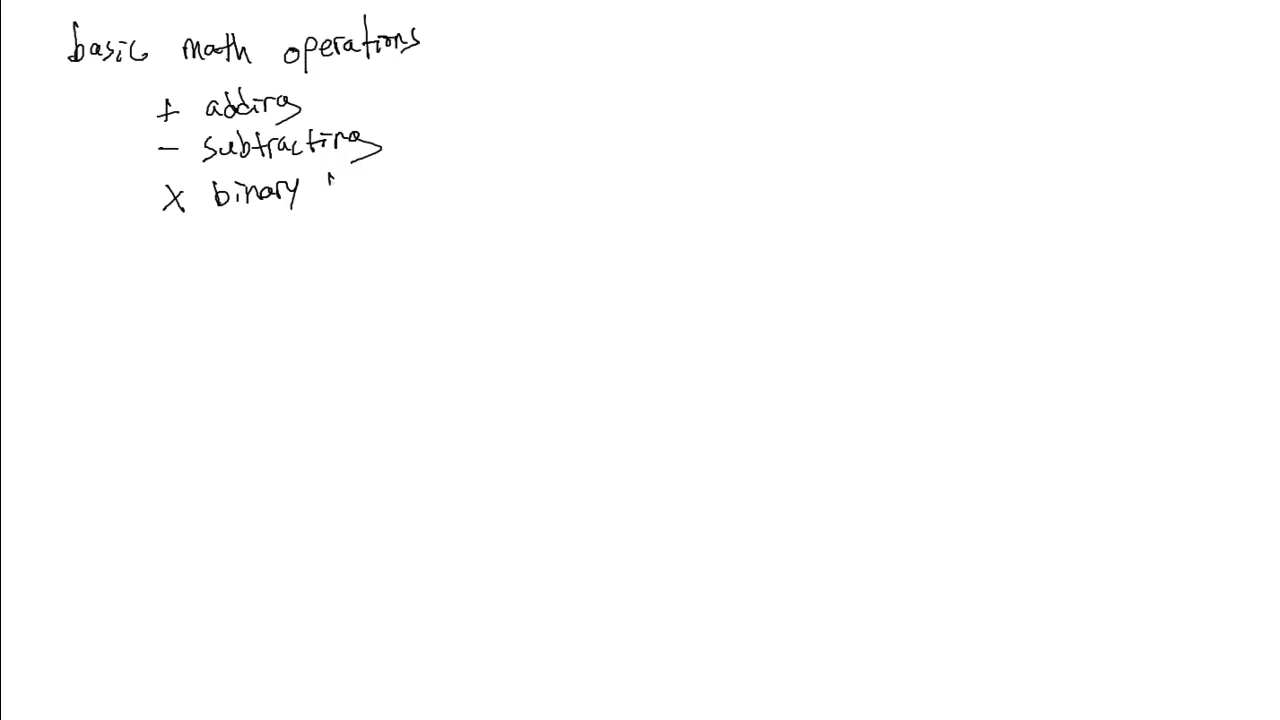 basic math operations
+ adding
- subtracting
x binary